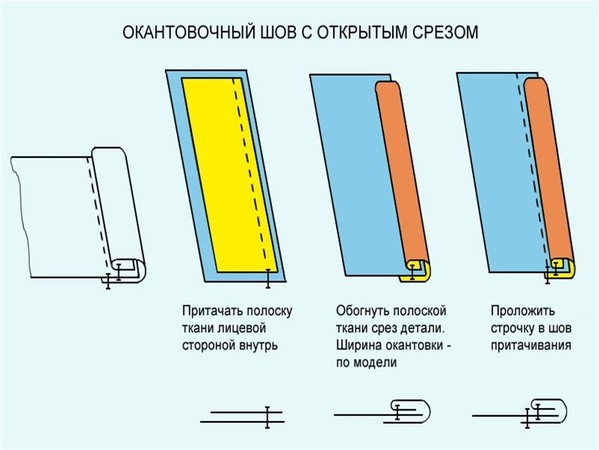 ОКАНТОВОЧНЫЙ ШОВ С ОТКРЫТЫМ СРЕЗОМ
Притачать полоску
ткани лицевой
стороной внутрь
Обогнуть полоской
ткани срез детали.
Ширина окантовки -
по модели
Проложить
строчку в шов
притачивания